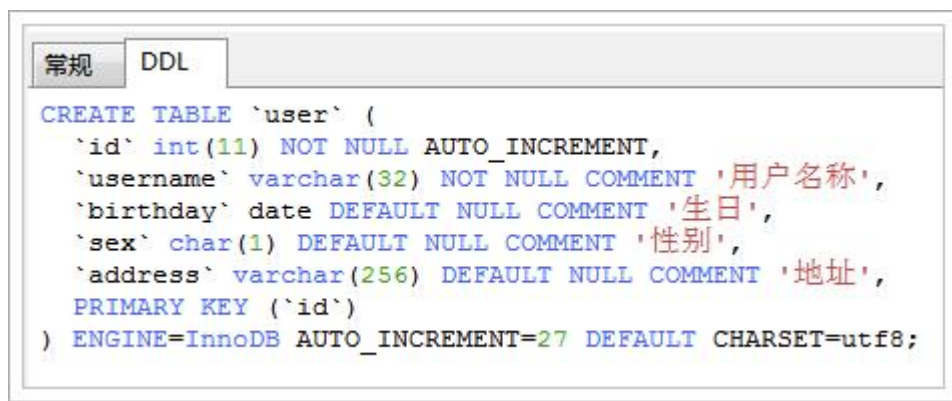 常规 DDL
CREATE TABLE `user` (
  `id` int(11) NOT NULL AUTO_INCREMENT,
  `username` varchar(32) NOT NULL COMMENT '用户名称',
  `birthday` date DEFAULT NULL COMMENT '生日',
  `sex` char(1) DEFAULT NULL COMMENT '性别',
  `address` varchar(256) DEFAULT NULL COMMENT '地址',
  PRIMARY KEY (`id`)
) ENGINE=InnoDB AUTO_INCREMENT=27 DEFAULT CHARSET=utf8;